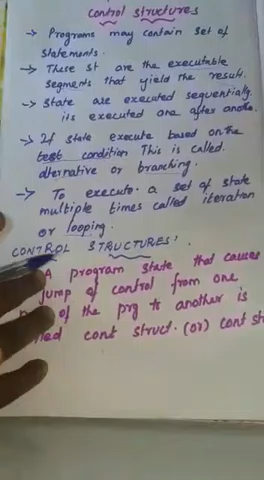 Control Structures
→ Programs may contain set of
statements.
→ These st are the executable
segments that yield the result.
→ State are executed sequentially
its executed one after
→ If state execute based on the
test condition This is called.
alternative or branching.
→ To execute a set of state
multiple times called iteration
or looping.
CONTROL STRUCTURES'.
A program state that causes
jump of control from one
of the prg to another is
cont struct. (or) cont st